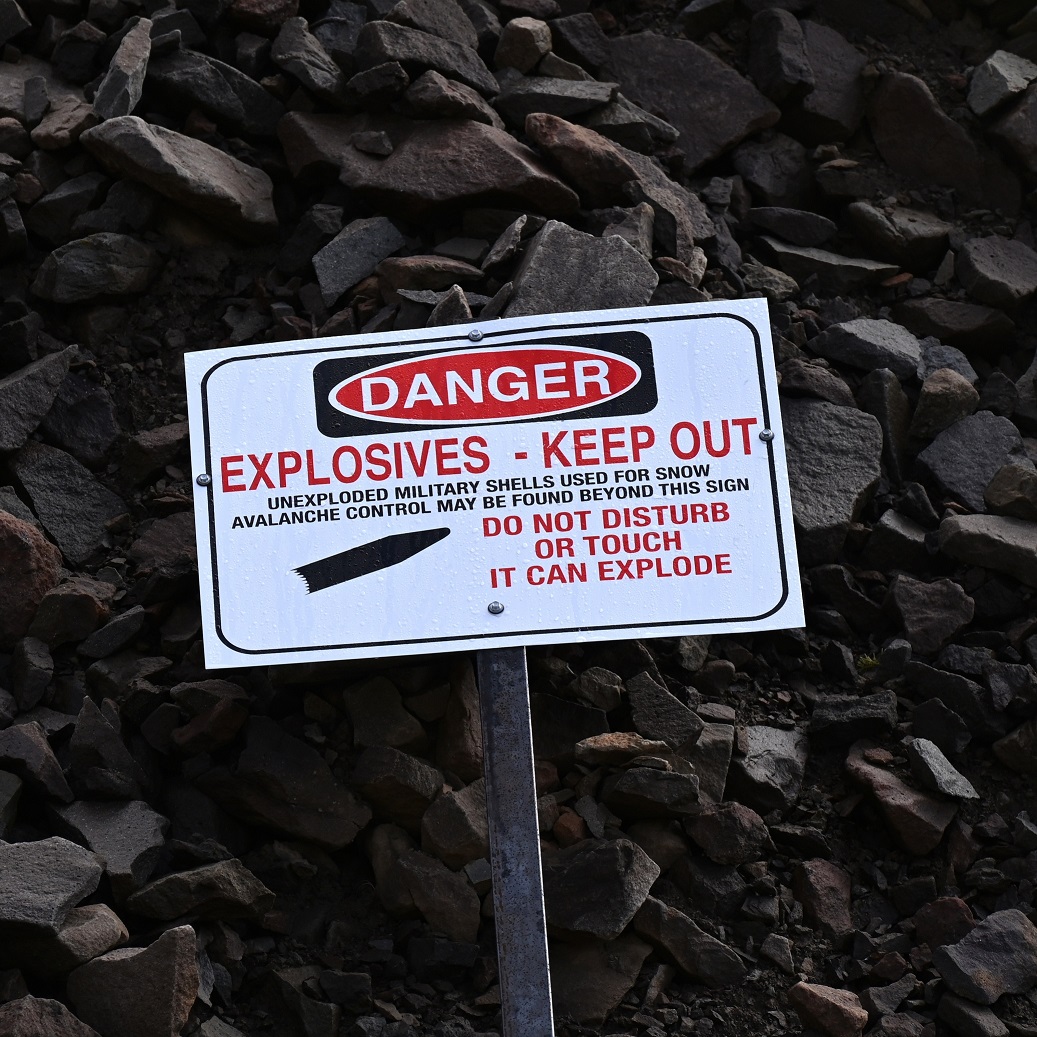 DANGER
EXPLOSIVES - KEEP OUT
UNEXPLODED MILITARY SHELLS USED FOR SNOW
AVALANCHE CONTROL MAY BE FOUND BEYOND THIS SIGN
DO NOT DISTURB
OR TOUCH
IT CAN EXPLODE